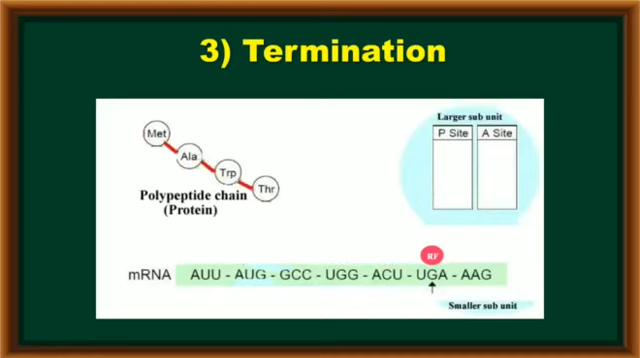 3) Termination
Larger sub unit
P Site A Site
Met
Ala
Trp
Thr
Polypeptide chain
(Protein)
RF
mRNA AUU - AUG - GCC - UGG - ACU - UGA - AAG
Smaller sub unit